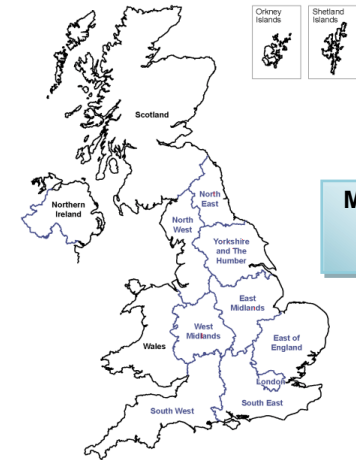 Orkney
Islands
Shetland
Islands
Scotland
Northern
Ireland
North
East
North
West
Yorkshire
and The
Humber
East
Midlands
West
Midlands
Wales
East of
England
London
South West
South East
M